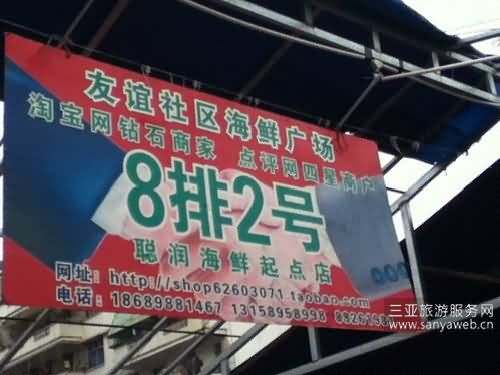 友谊社区海鲜广场
淘宝网钻石商家 点评网四星商户
8排2号
聪润海鲜起点店
网址: http://shop62603071.taobao.com
电话: 18689881467 13158958998
三亚旅游服务网
www.sanyaweb.cn